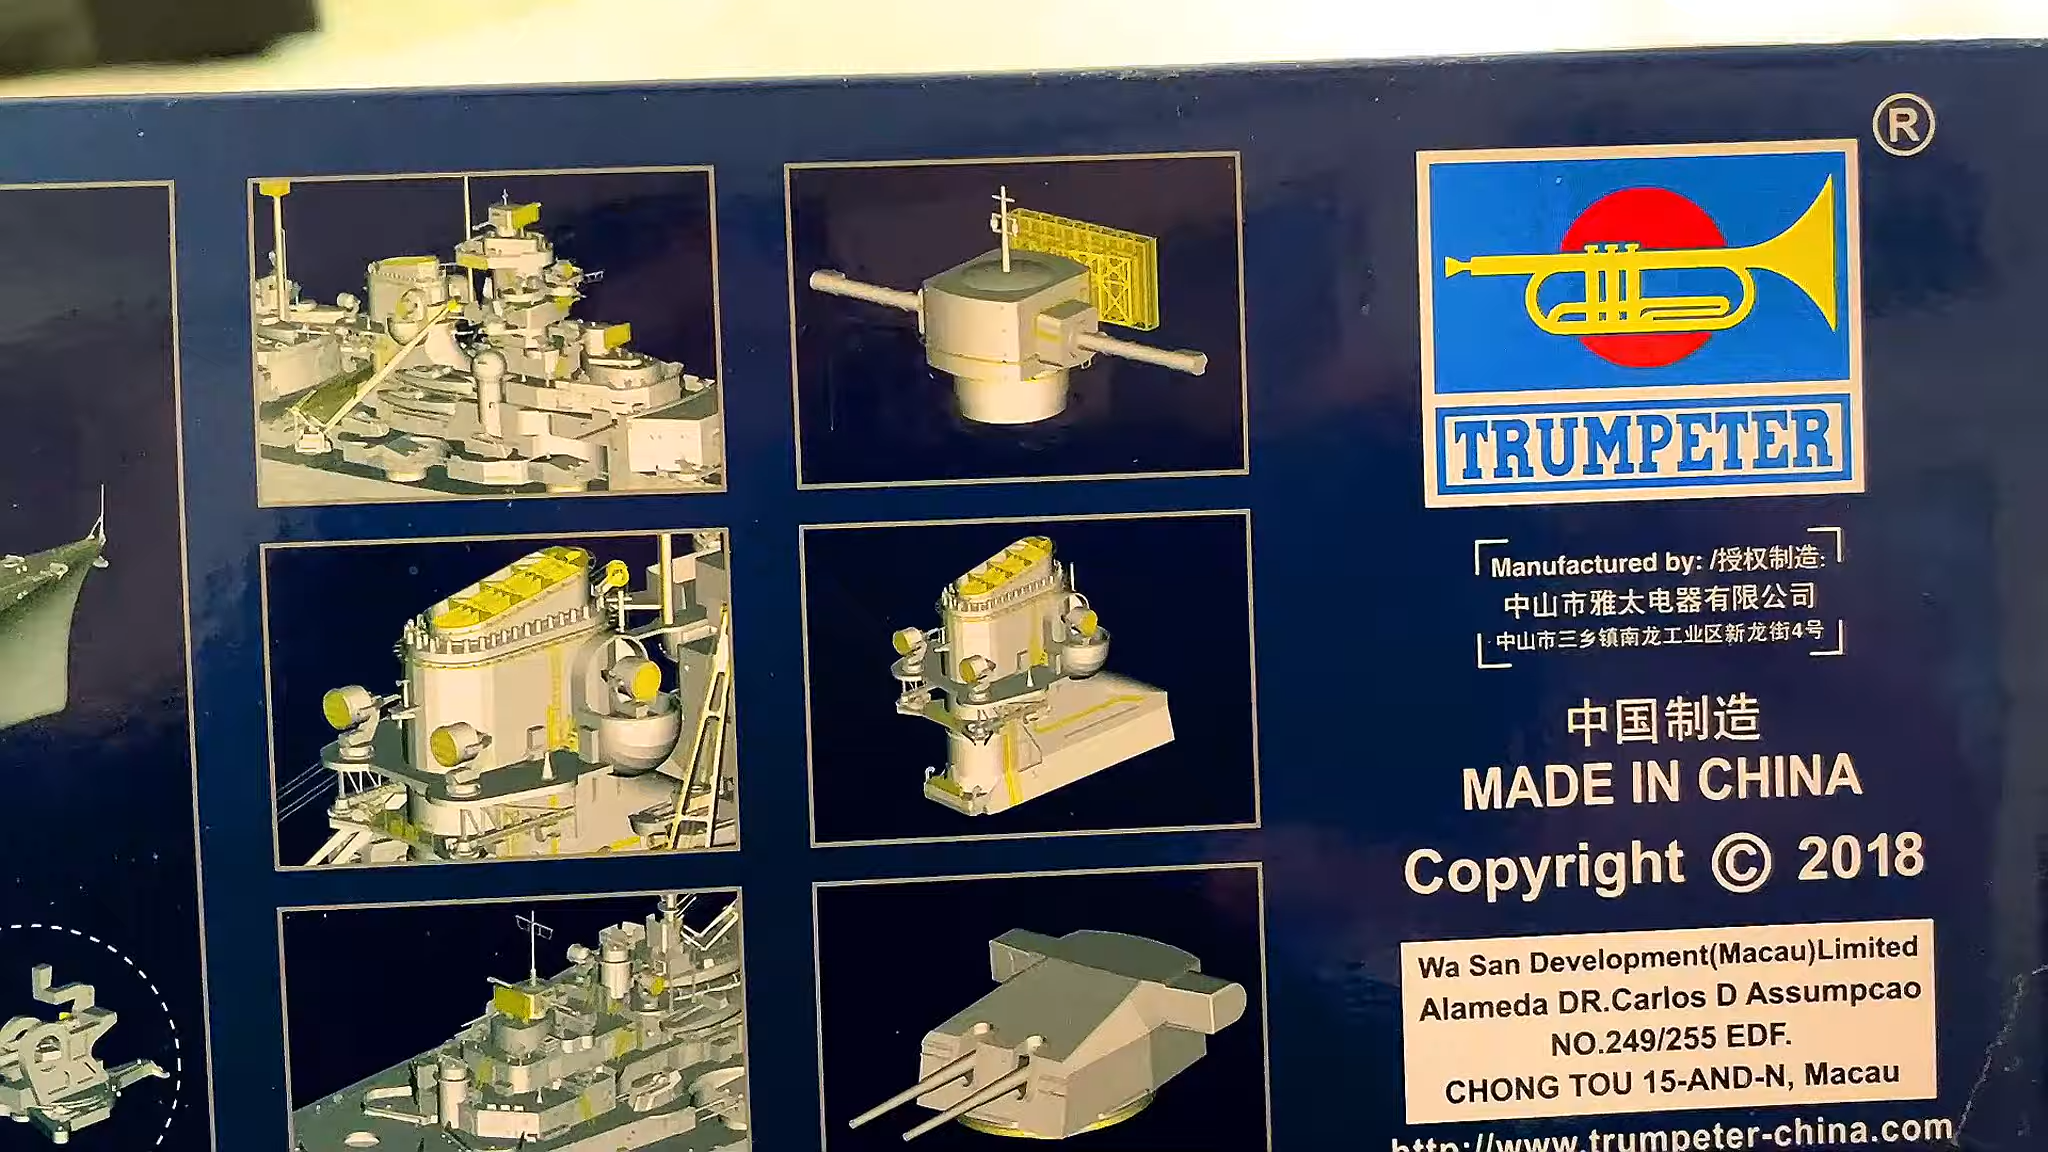 ®
TRUMPETER
Manufactured by: /授权制造:
中山市雅太电器有限公司
中山市三乡镇南龙工业区新龙街4号
中国制造
MADE IN CHINA
Copyright © 2018
Wa San Development(Macau)Limited
Alameda DR.Carlos D Assumpcao
NO.249/255 EDF.
CHONG TOU 15-AND-N, Macau
http://www.trumpeter-china.com